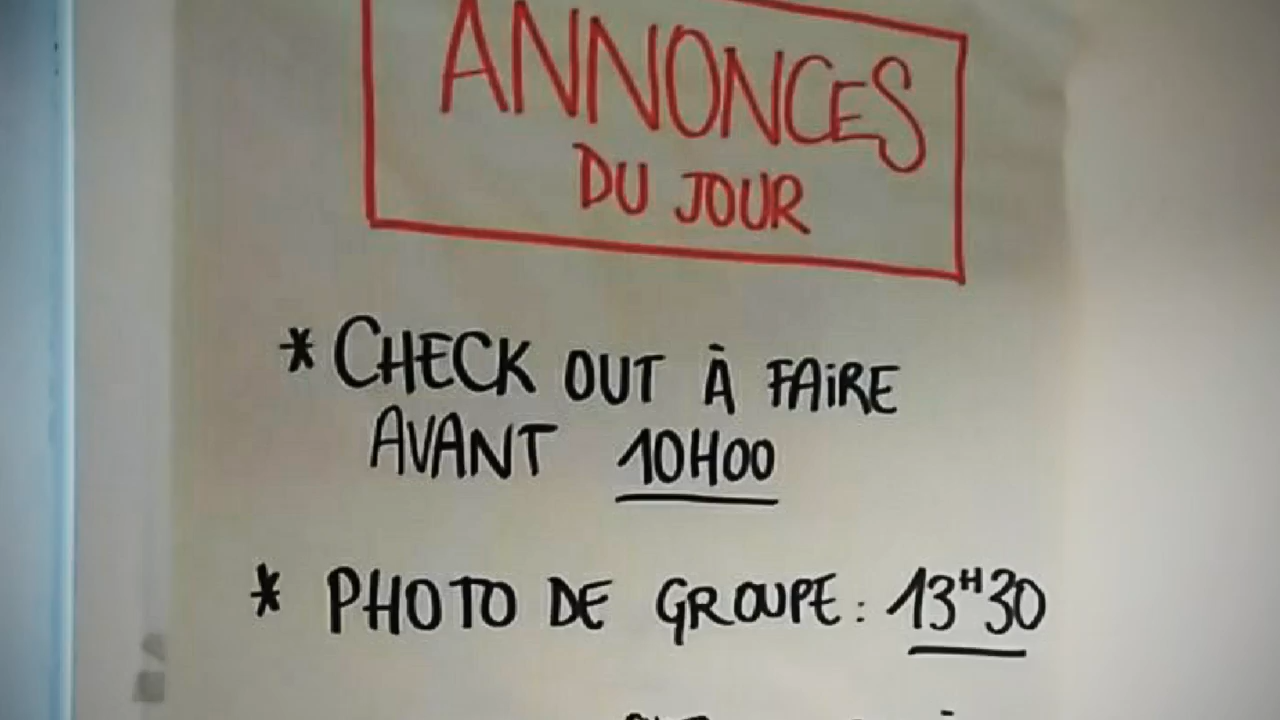 ANNONCES
DU JOUR
* CHECK OUT À FAIRE
AVANT 10H00
* PHOTO DE GROUPE : 13H30